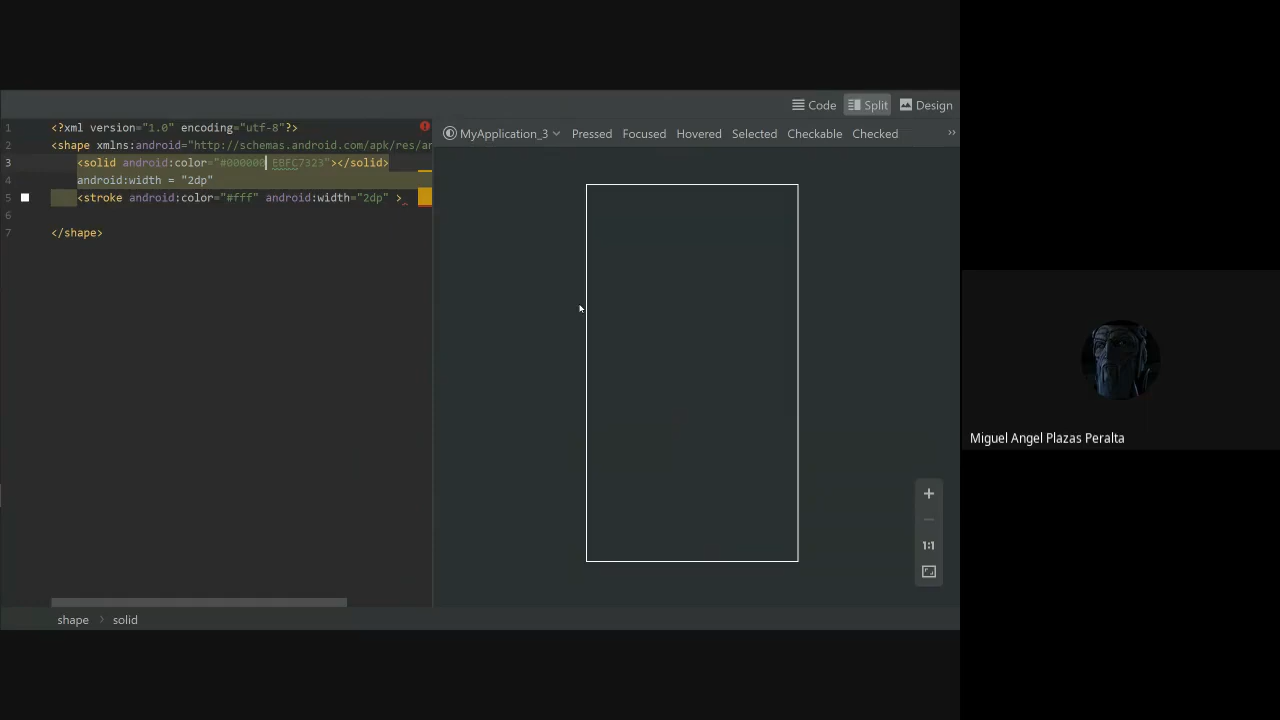 Code Split Design
1 <?xml version="1.0" encoding="utf-8"?>
2 <shape xmlns:android="http://schemas.android.com/apk/res/an
3 <solid android:color="#000000 EBFC7323"></solid>
4 android:width = "2dp"
5 <stroke android:color="#fff" android:width="2dp" >
6
7 </shape>
MyApplication_3 Pressed Focused Hovered Selected Checkable Checked »
1:1
shape > solid
Miguel Angel Plazas Peralta